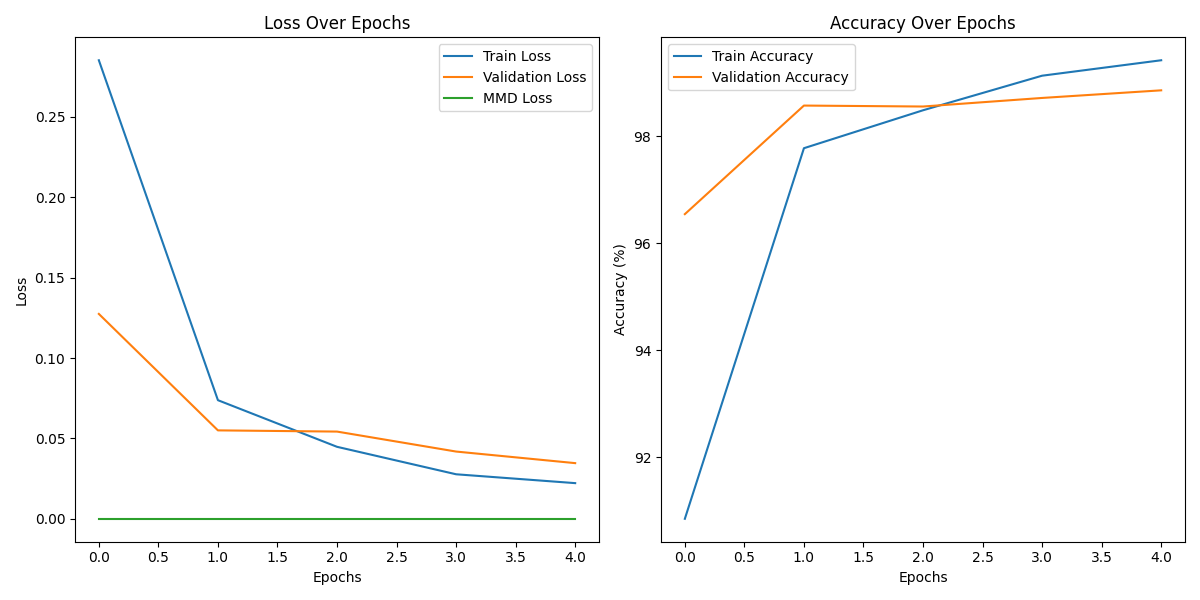 Loss Over Epochs
Train Loss
Validation Loss
MMD Loss
Loss
0.25
0.20
0.15
0.10
0.05
0.00
0.0 0.5 1.0 1.5 2.0 2.5 3.0 3.5 4.0
Epochs
Accuracy Over Epochs
Train Accuracy
Validation Accuracy
Accuracy (%)
98
96
94
92
0.0 0.5 1.0 1.5 2.0 2.5 3.0 3.5 4.0
Epochs